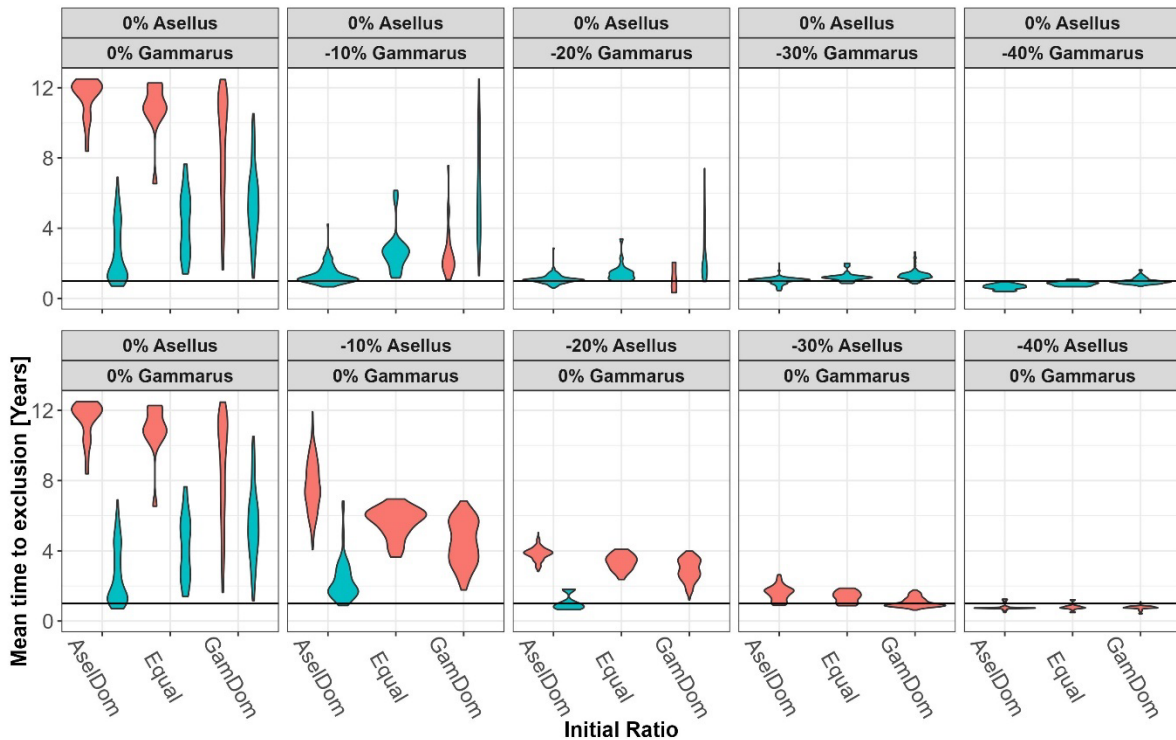 0% Asellus
0% Gammarus
0% Asellus
-10% Gammarus
0% Asellus
-20% Gammarus
0% Asellus
-30% Gammarus
0% Asellus
-40% Gammarus
12
8
4
0
0% Asellus
0% Gammarus
-10% Asellus
0% Gammarus
-20% Asellus
0% Gammarus
-30% Asellus
0% Gammarus
-40% Asellus
0% Gammarus
12
8
4
0
Mean time to exclusion [Years]
AselDom
Equal
GamDom
AselDom
Equal
GamDom
AselDom
Equal
GamDom
AselDom
Equal
GamDom
AselDom
Equal
GamDom
Initial Ratio